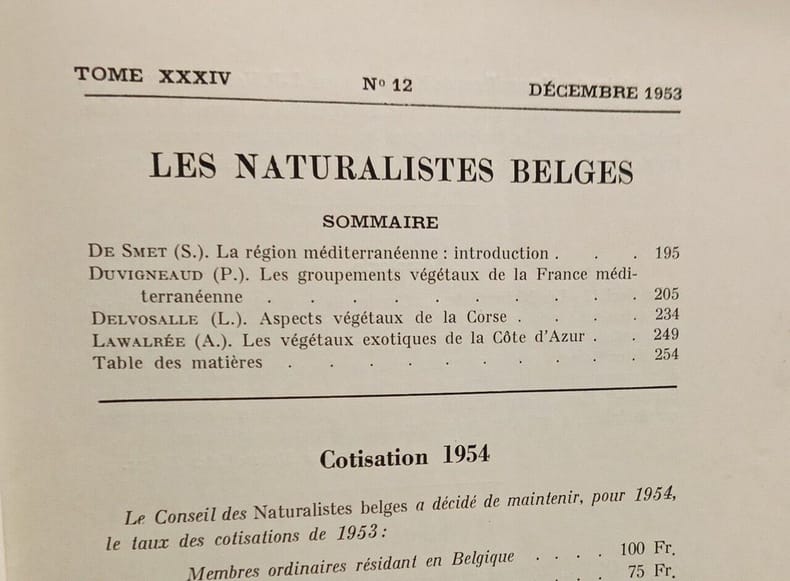 TOME XXXIV Nº 12 DÉCEMBRE 1953
LES NATURALISTES BELGES
SOMMAIRE
DE SMET (S.). La région méditerranéenne : introduction . . . 195
DUVIGNEAUD (P.). Les groupements végétaux de la France médi-
terranéenne . . . . . . . . . 205
DELVOSALLE (L.). Aspects végétaux de la Corse . . . . 234
LAWALRÉE (A.). Les végétaux exotiques de la Côte d'Azur . . 249
Table des matières . . . . . . . . . 254
Cotisation 1954
Le Conseil des Naturalistes belges a décidé de maintenir, pour 1954,
le taux des cotisations de 1953 :
Membres ordinaires résidant en Belgique . . . . 100 Fr.
. . . 75 Fr.